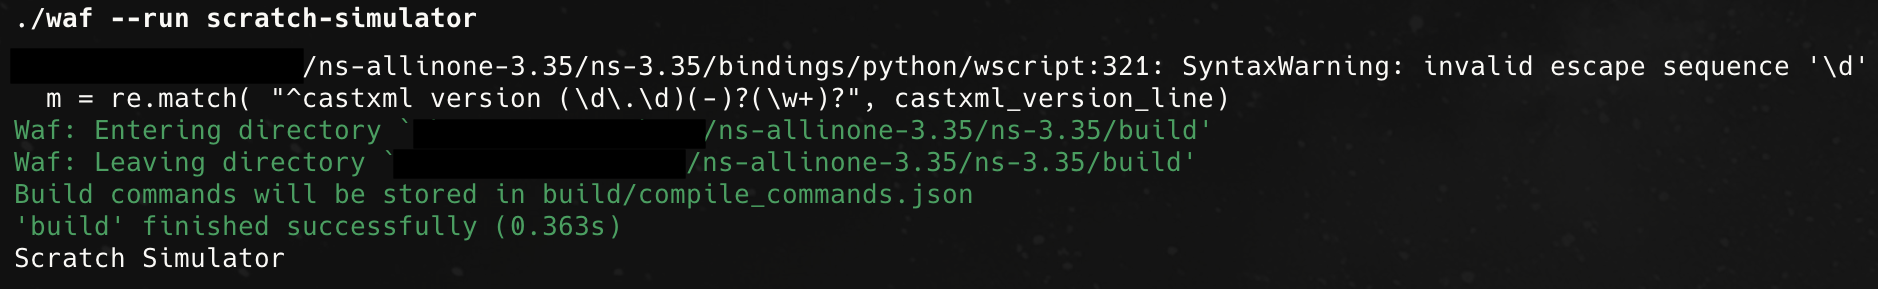 ./waf --run scratch-simulator
/ns-allinone-3.35/ns-3.35/bindings/python/wscript:321: SyntaxWarning: invalid escape sequence '\d'
  m = re.match( "^castxml version (\d\.\d)(-)?(\w+)?", castxml_version_line)
Waf: Entering directory `/ns-allinone-3.35/ns-3.35/build'
Waf: Leaving directory `/ns-allinone-3.35/ns-3.35/build'
Build commands will be stored in build/compile_commands.json
'build' finished successfully (0.363s)
Scratch Simulator